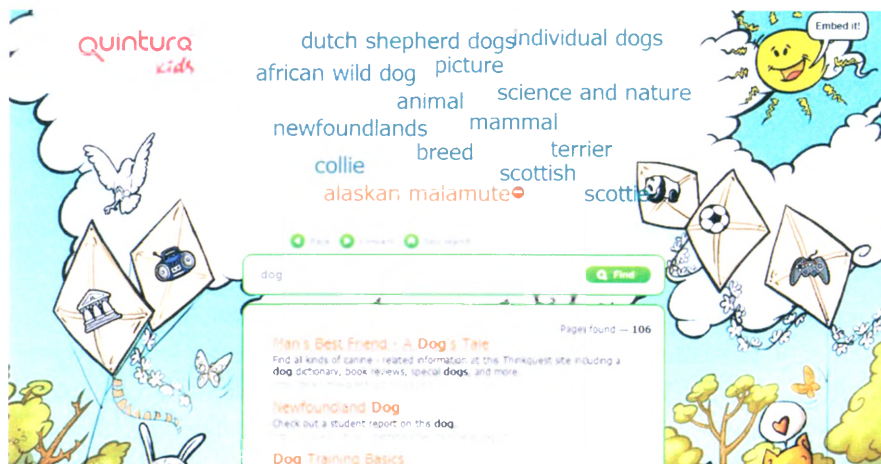 Quintura
kids
Embed it!
dutch shepherd dogs individual dogs
african wild dog picture
animal science and nature
newfoundlands mammal
breed terrier
collie scottish
alaskan malamute scottie
dog
Find
Pages found — 106
Man's Best Friend - A Dog's Tale
Find all kinds of canine - related information at this Thinkquest site including a
dog dictionary, book reviews, special dogs, and more
Newfoundland Dog
Check out a student report on this dog.
Dog Training Basics